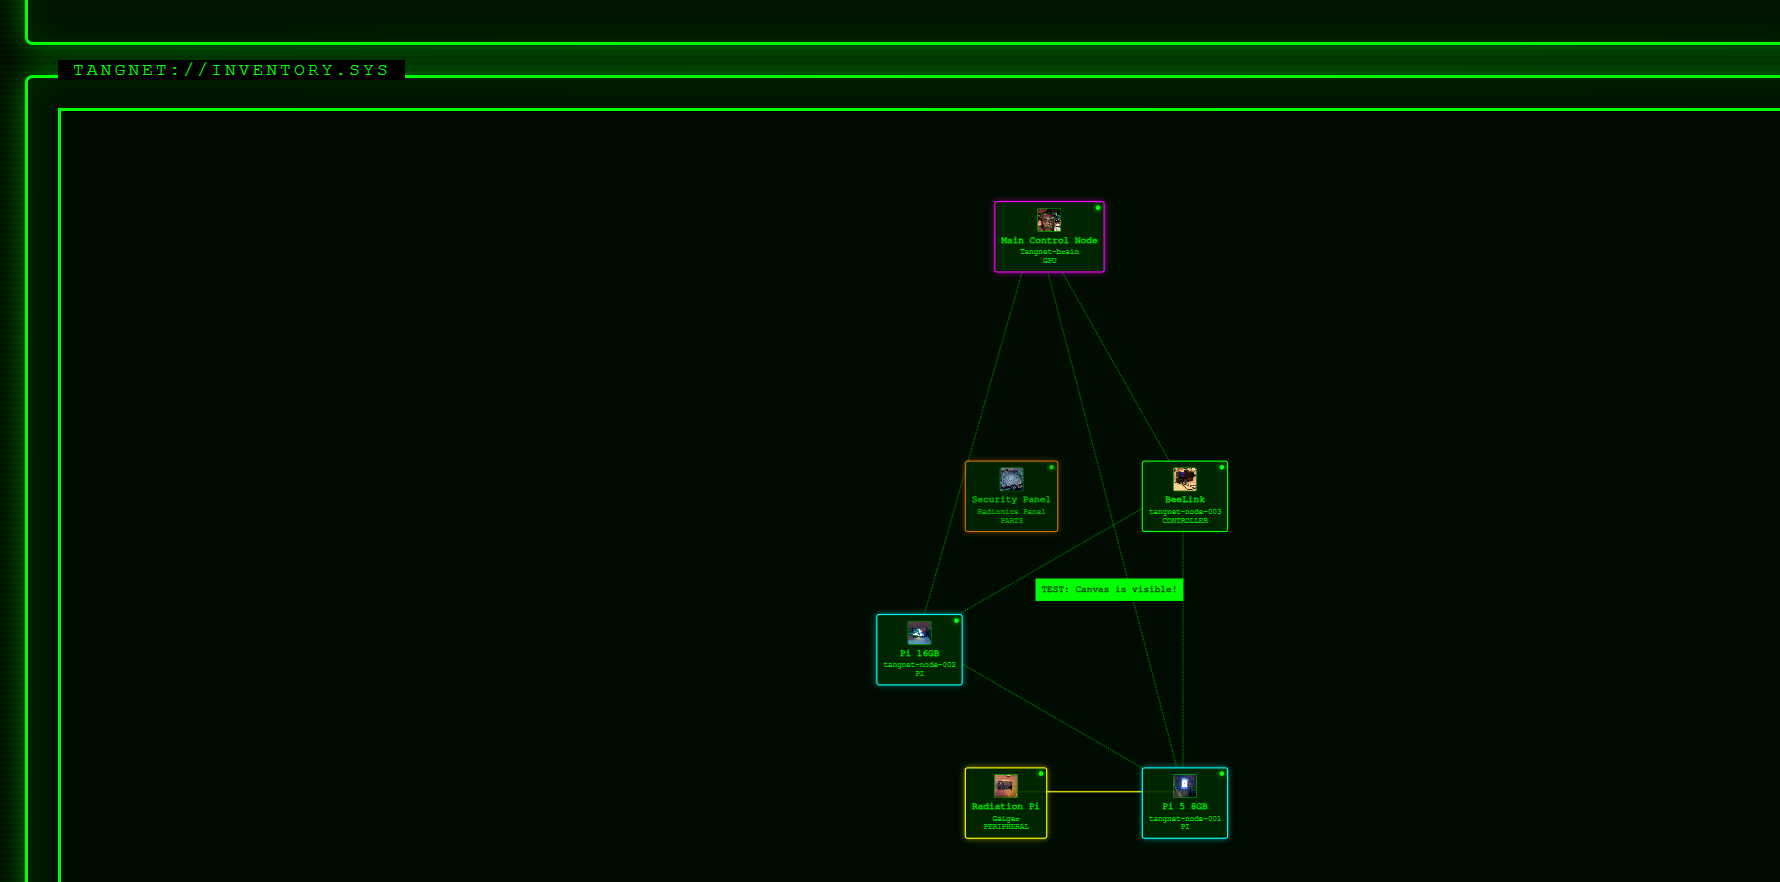 TANGNET://INVENTORY.SYS
Main Control Node
Tangnet-brain
GPU
Security Panel
Radionics Panel
PARTS
BeeLink
tangnet-node-003
CONTROLLER
TEST: Canvas is visible!
Pi 16GB
tangnet-node-002
PI
Radiation Pi
Geiger
PERIPHERAL
Pi 5 8GB
tangnet-node-001
PI